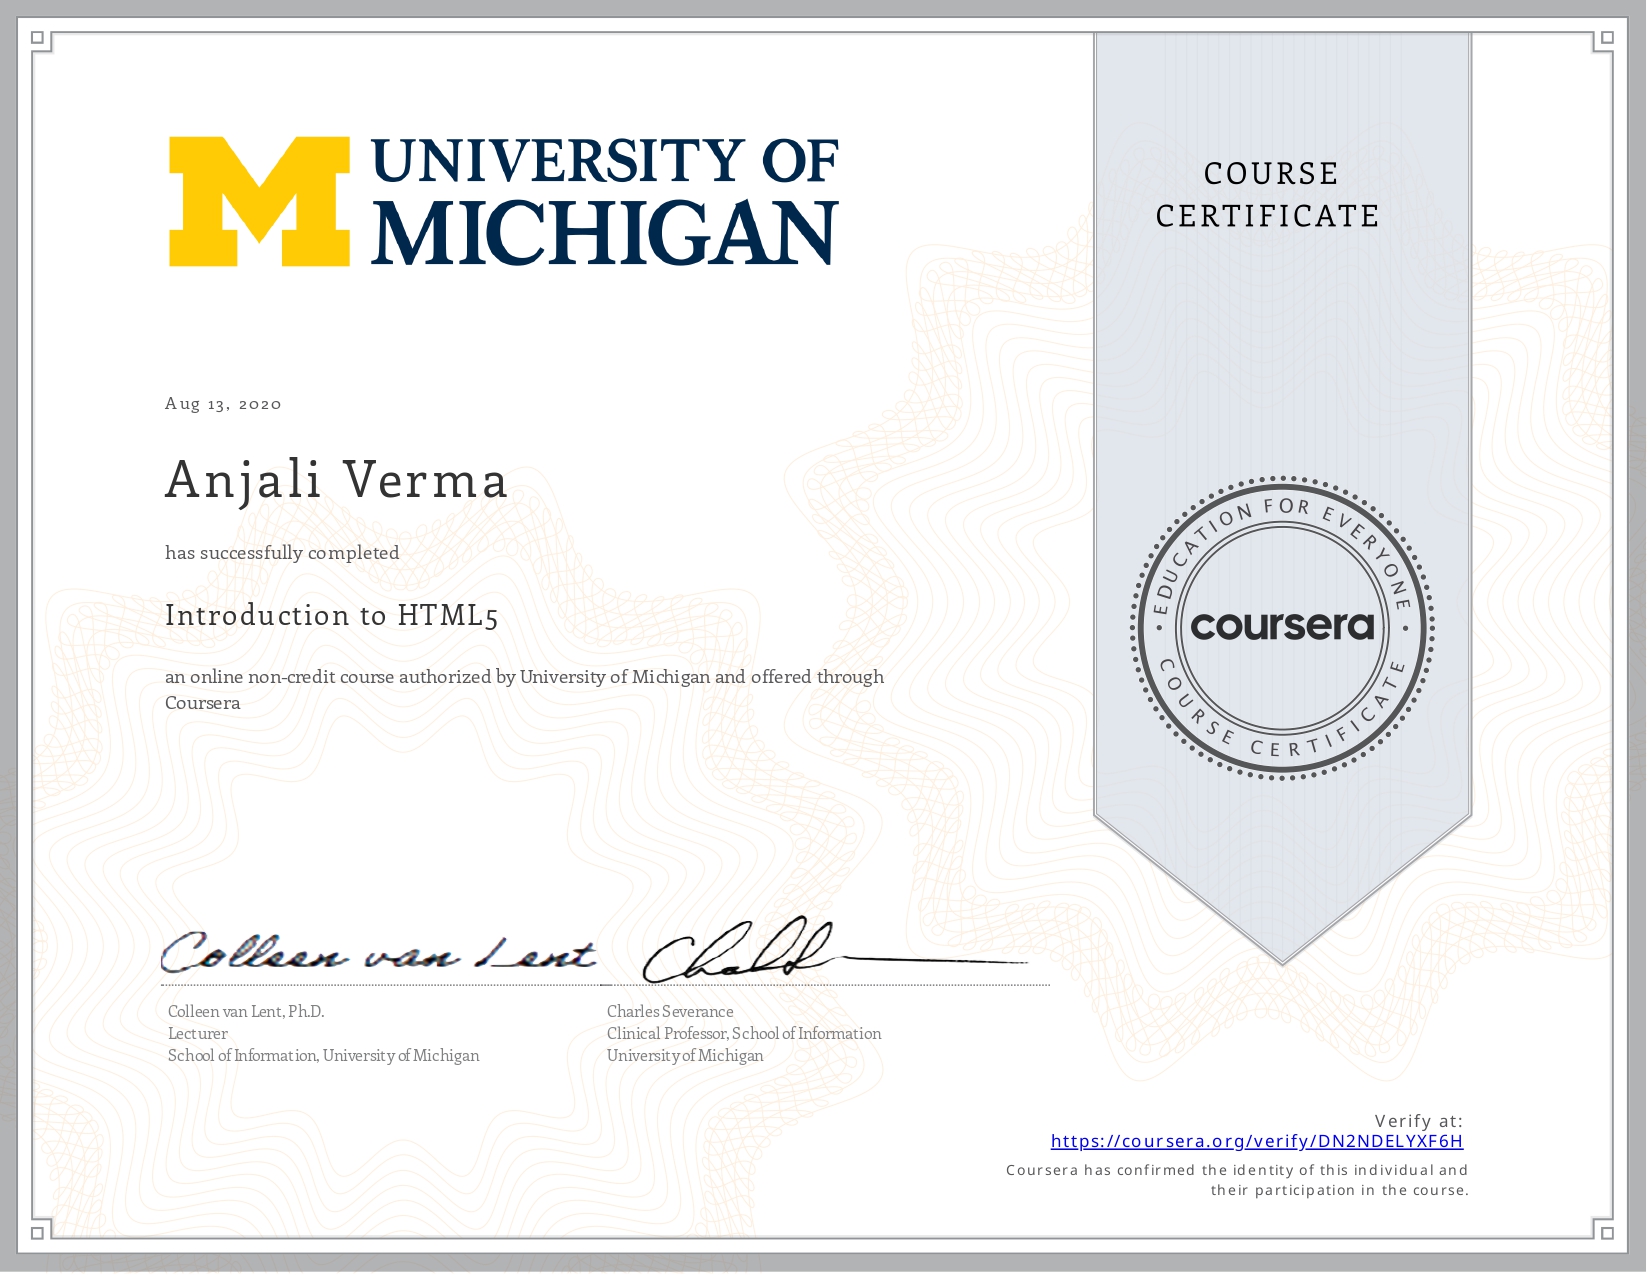 UNIVERSITY OF
MICHIGAN
COURSE
CERTIFICATE
Aug 13, 2020
Anjali Verma
has successfully completed
Introduction to HTML5
an online non-credit course authorized by University of Michigan and offered through
Coursera
EDUCATION FOR EVERYONE
coursera
COURSE CERTIFICATE
Colleen van Lent
Colleen van Lent, Ph.D.
Lecturer
School of Information, University of Michigan
Charles Severance
Clinical Professor, School of Information
University of Michigan
Verify at:
https://coursera.org/verify/DN2NDELYXF6H
Coursera has confirmed the identity of this individual and
their participation in the course.